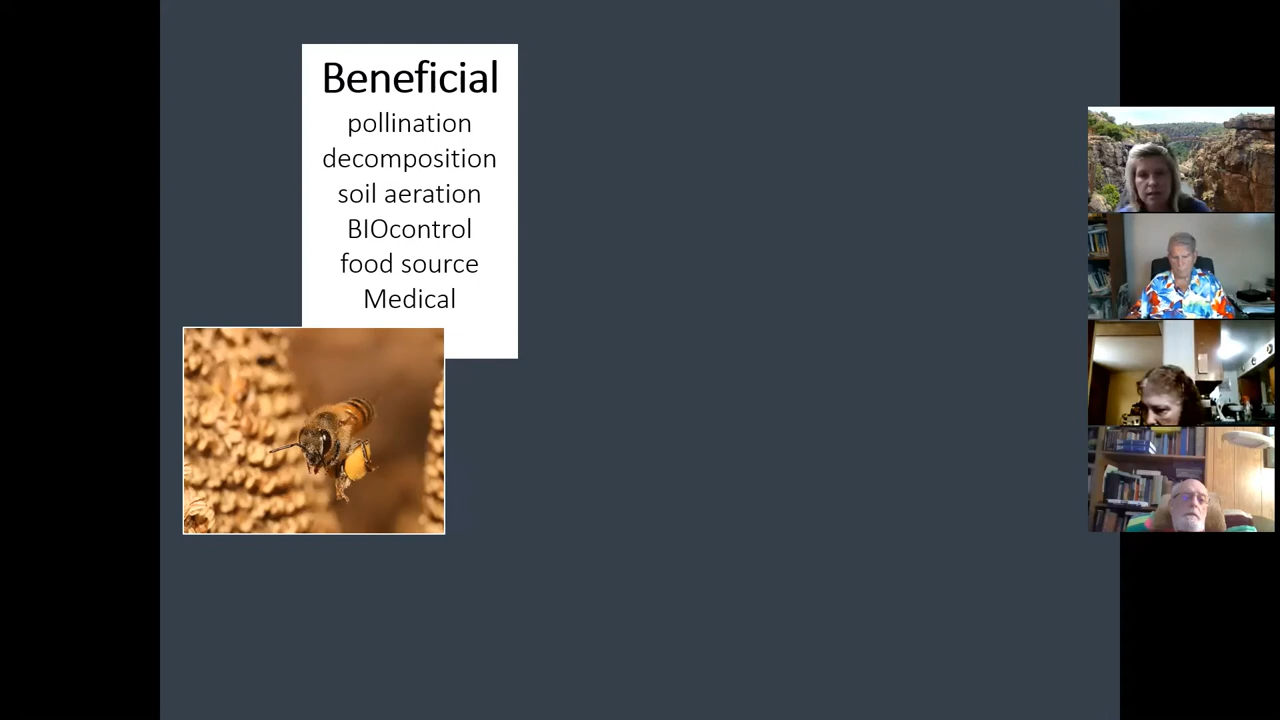 Beneficial
pollination
decomposition
soil aeration
BIOcontrol
food source
Medical